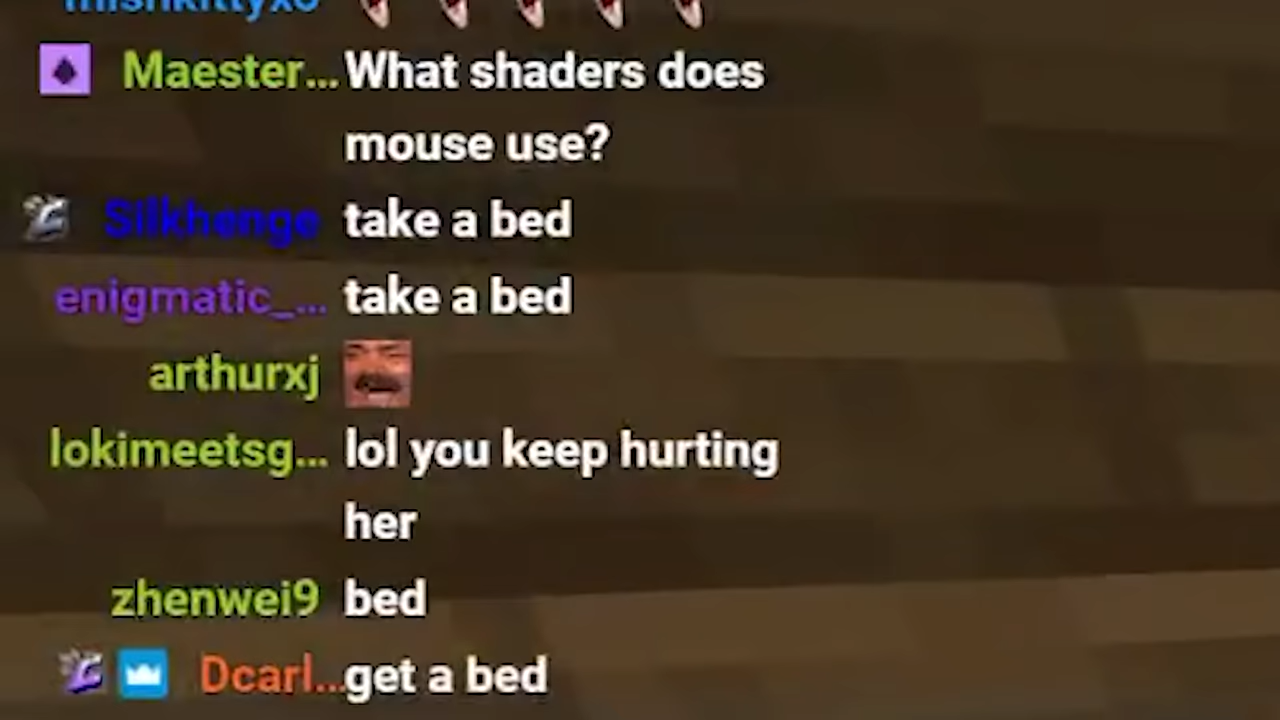 mishkittyxo
Maester... What shaders does
mouse use?
Silkhenge take a bed
enigmatic_... take a bed
arthurxj
lokimeetsg... lol you keep hurting
her
zhenwei9 bed
Dcarl... get a bed